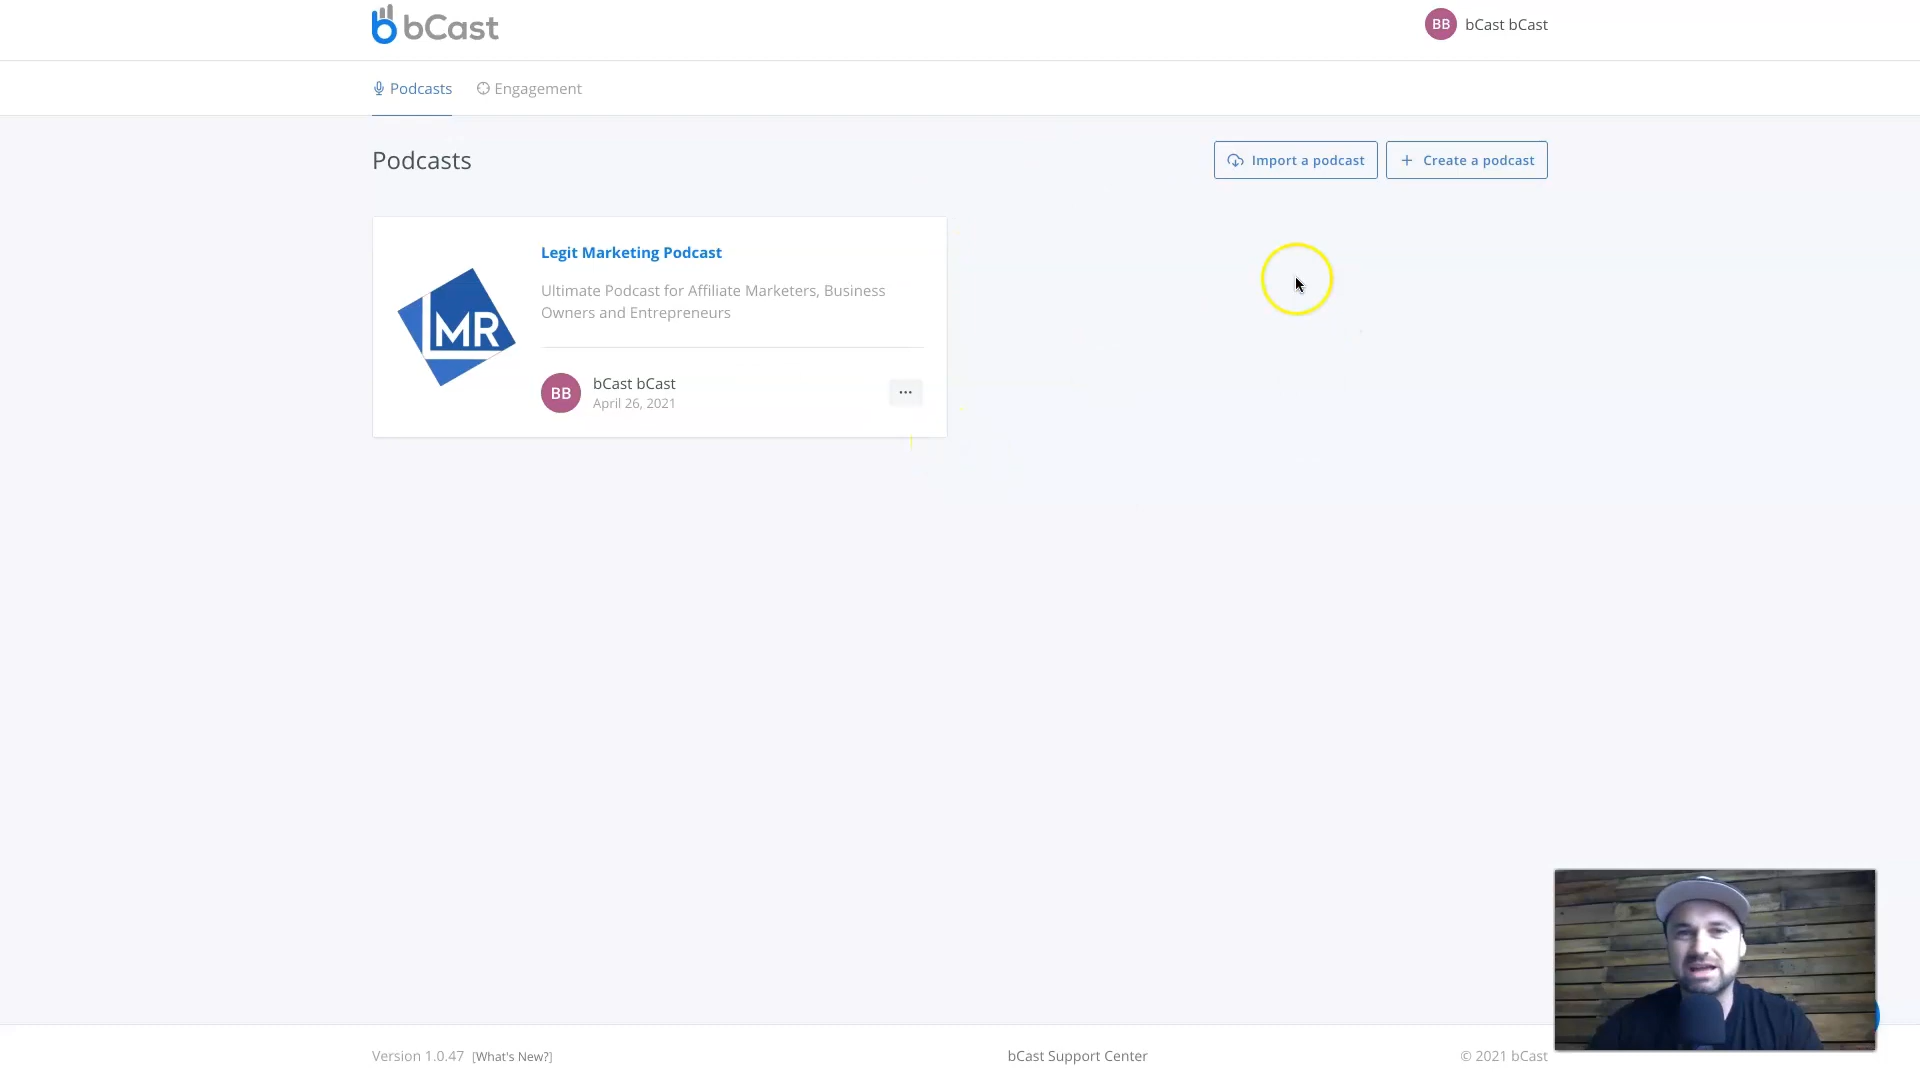 bCast
BB bCast bCast
Podcasts Engagement
Podcasts
Import a podcast + Create a podcast
Legit Marketing Podcast
Ultimate Podcast for Affiliate Marketers, Business
Owners and Entrepreneurs
MR
BB bCast bCast
April 26, 2021
...
Version 1.0.47 [What's New?] bCast Support Center © 2021 bCast